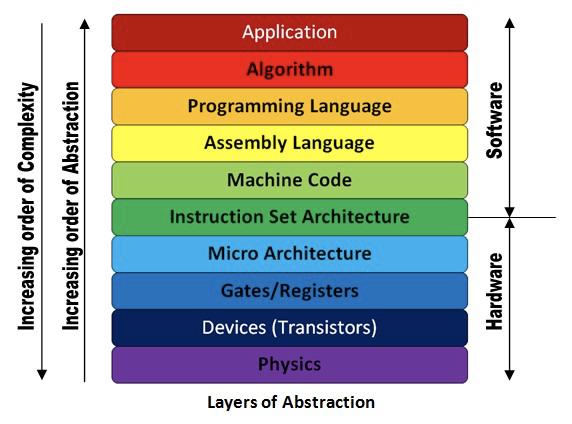 Increasing order of Complexity
Increasing order of Abstraction
Application
Algorithm
Programming Language
Assembly Language
Machine Code
Instruction Set Architecture
Micro Architecture
Gates/Registers
Devices (Transistors)
Physics
Software
Hardware
Layers of Abstraction